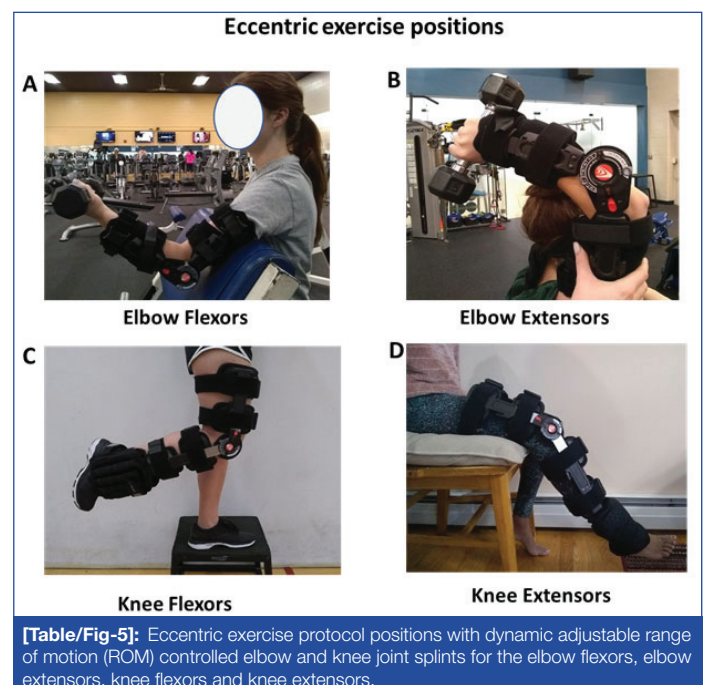 Eccentric exercise positions
A
B
Elbow Flexors
Elbow Extensors
C
D
Knee Flexors
Knee Extensors
[Table/Fig-5]: Eccentric exercise protocol positions with dynamic adjustable range
of motion (ROM) controlled elbow and knee joint splints for the elbow flexors, elbow
extensors, knee flexors and knee extensors.